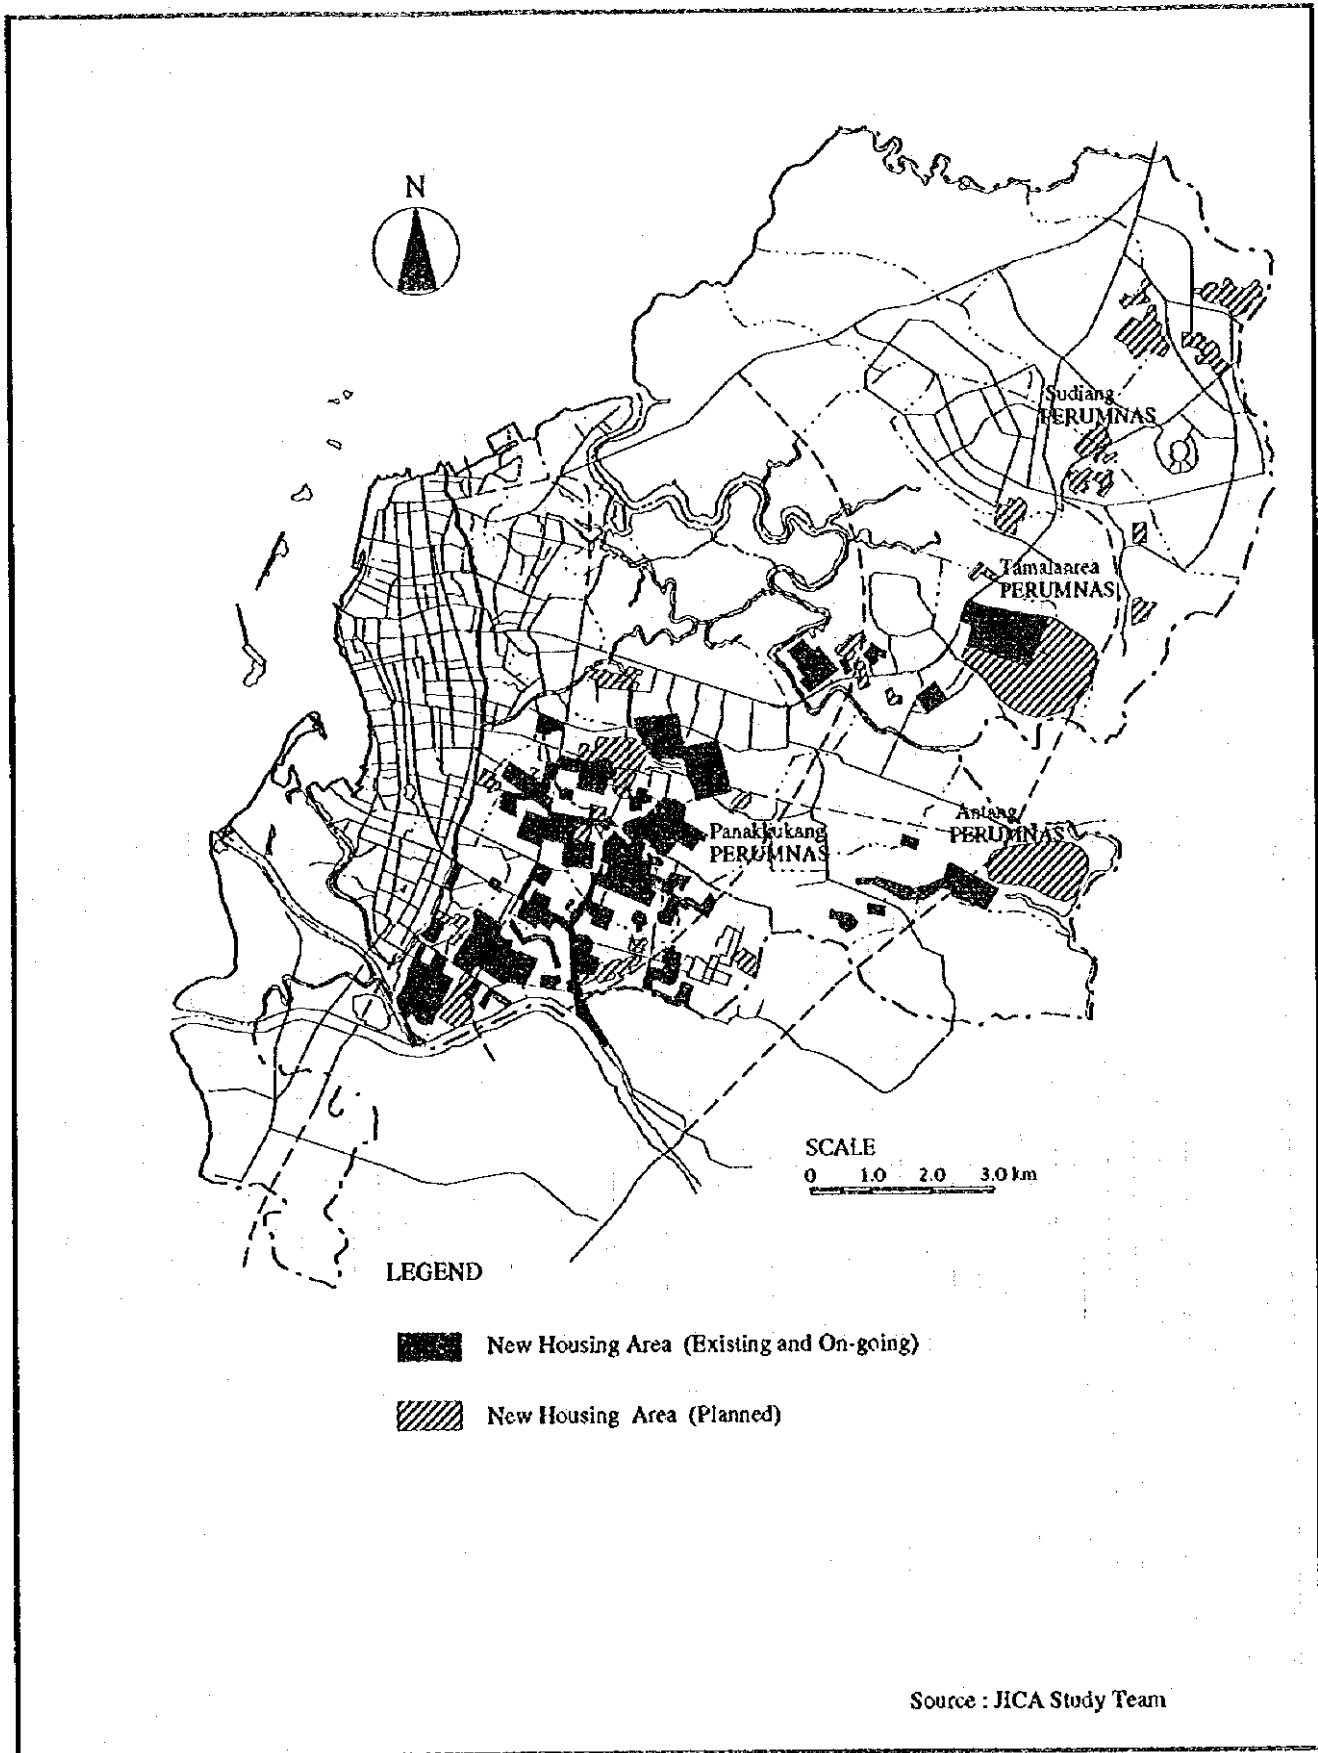 N
Sudiang
PERUMNAS
Tamalanrea
PERUMNAS
Antang
PERUMNAS
Panakkukang
PERUMNAS
SCALE
0 1.0 2.0 3.0 km
LEGEND
New Housing Area (Existing and On-going)
New Housing Area (Planned)
Source : JICA Study Team